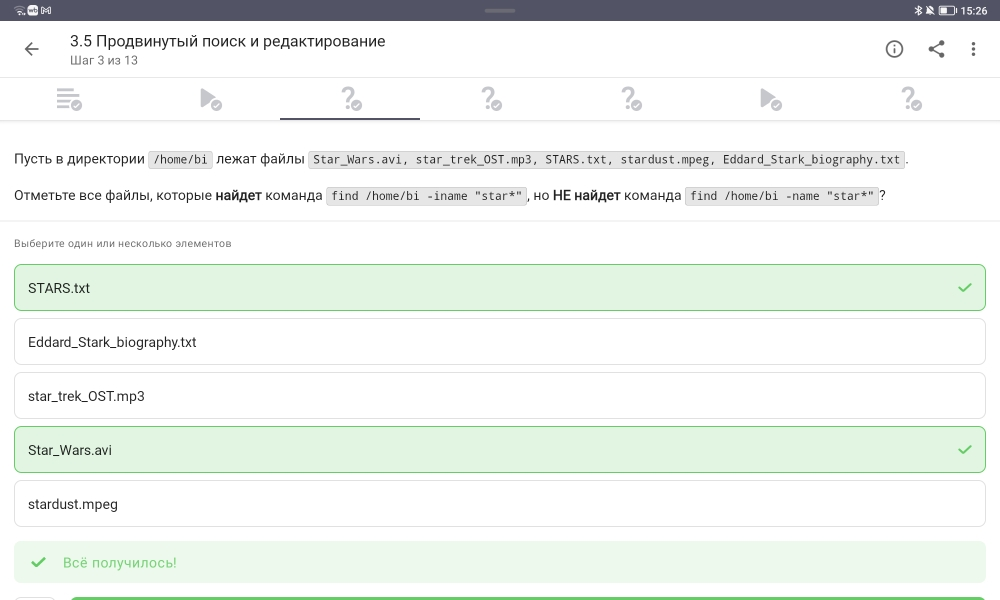 wb 15:26
3.5 Продвинутый поиск и редактирование
Шаг 3 из 13
Пусть в директории /home/bi лежат файлы Star_Wars.avi, star_trek_OST.mp3, STARS.txt, stardust.mpeg, Eddard_Stark_biography.txt.
Отметьте все файлы, которые найдет команда find /home/bi -iname "star*", но НЕ найдет команда find /home/bi -name "star*"?
Выберите один или несколько элементов
STARS.txt
Eddard_Stark_biography.txt
star_trek_OST.mp3
Star_Wars.avi
stardust.mpeg
Всё получилось!